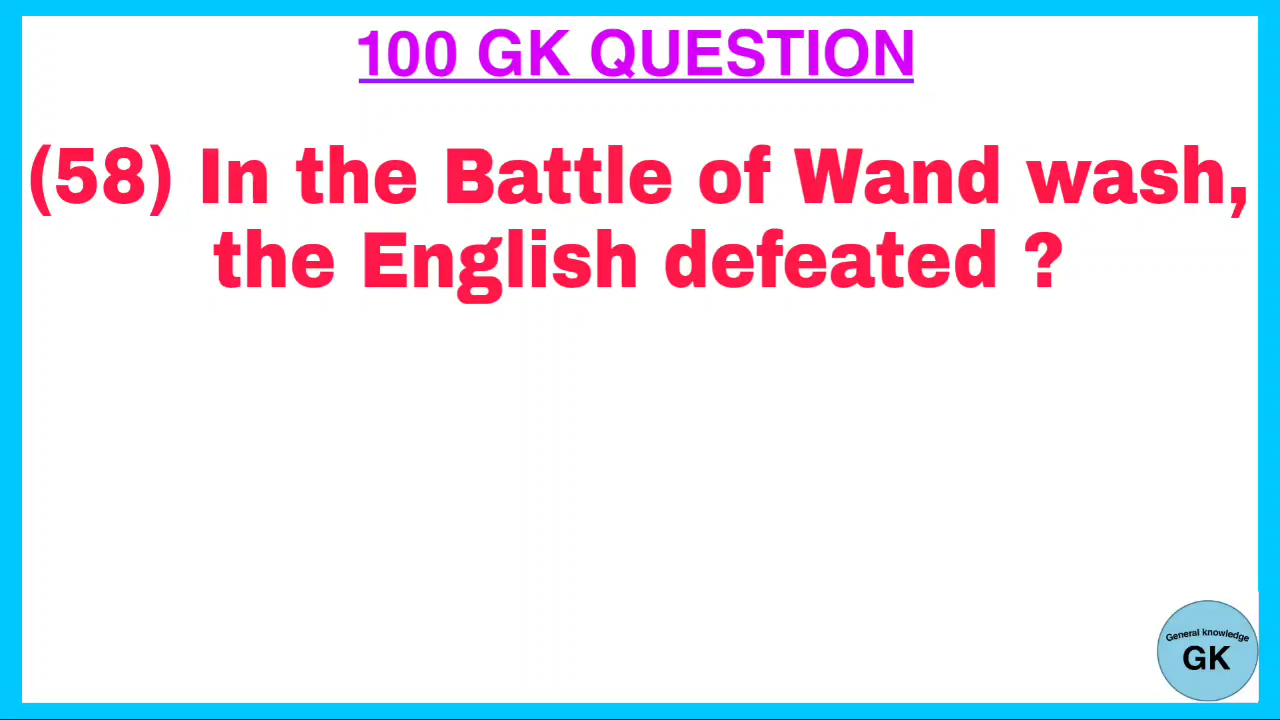 100 GK QUESTION
(58) In the Battle of Wand wash,
the English defeated ?
General knowledge
GK